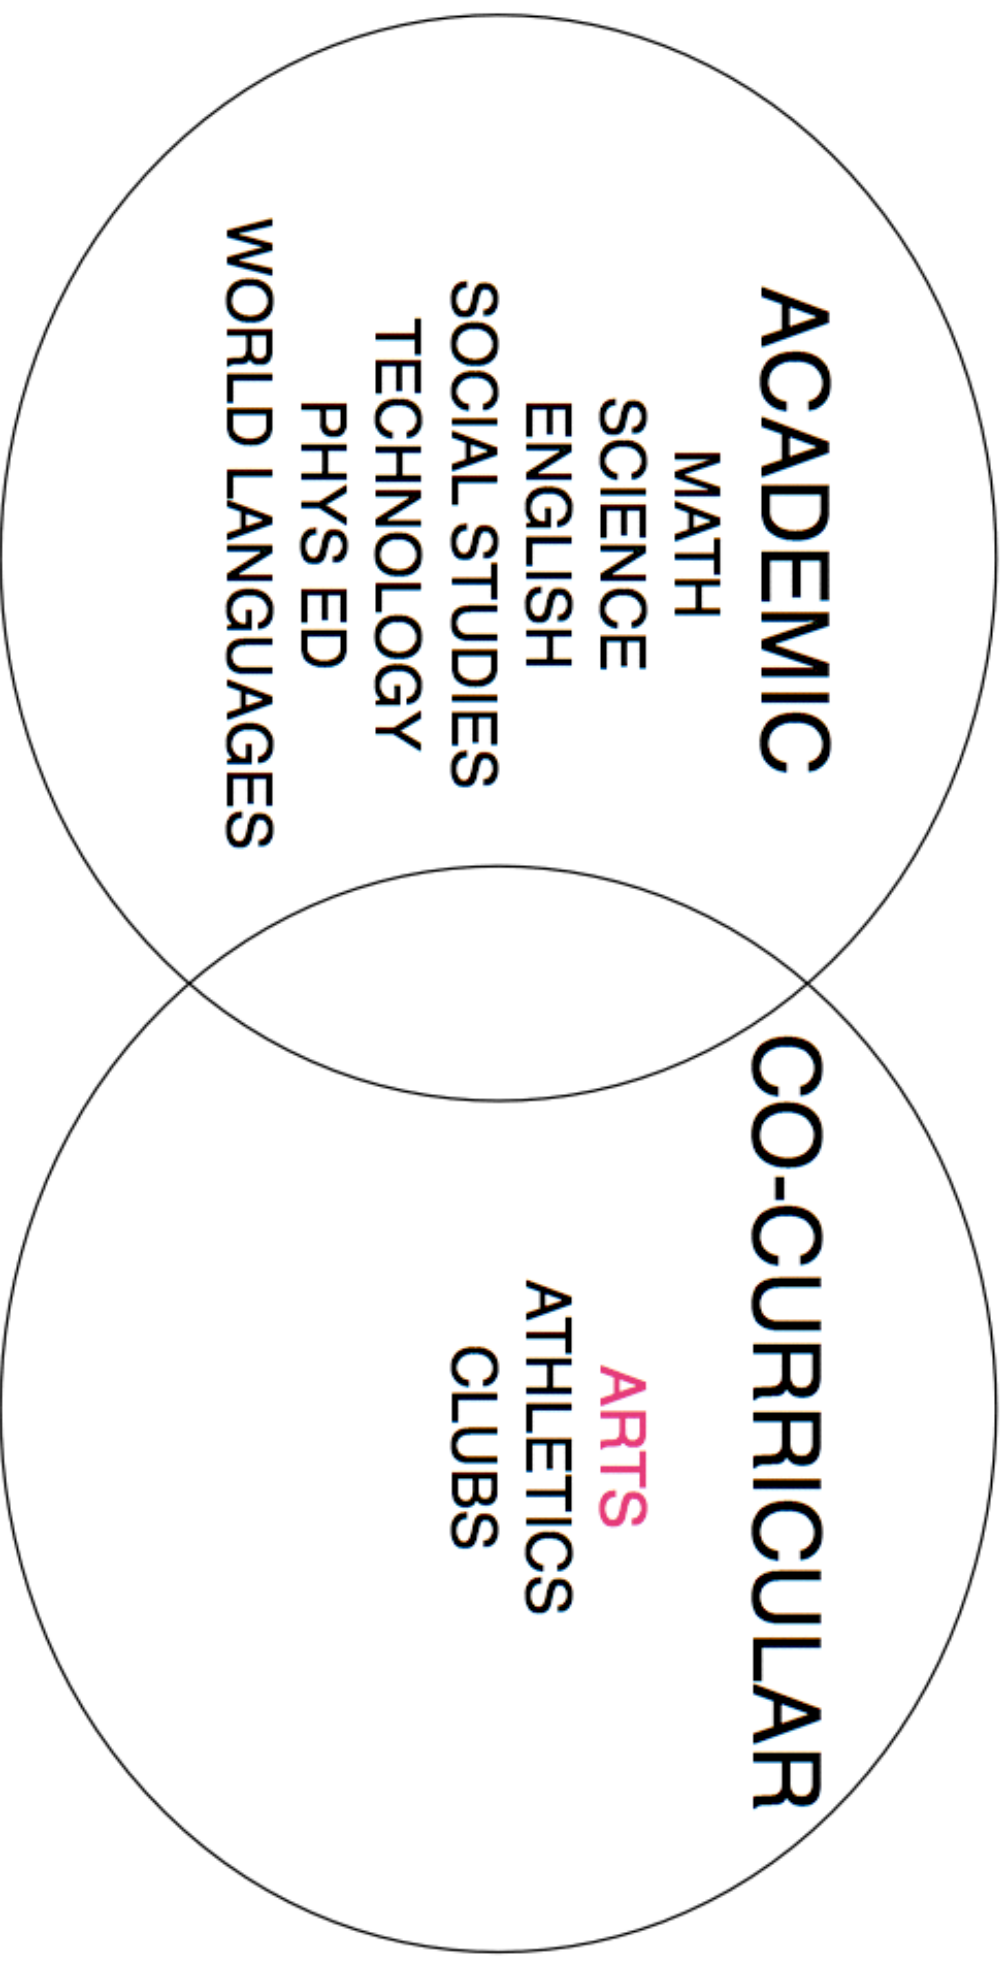 ACADEMIC
MATH
SCIENCE
ENGLISH
SOCIAL STUDIES
TECHNOLOGY
PHYS ED
WORLD LANGUAGES
CO-CURRICULAR
ARTS
ATHLETICS
CLUBS